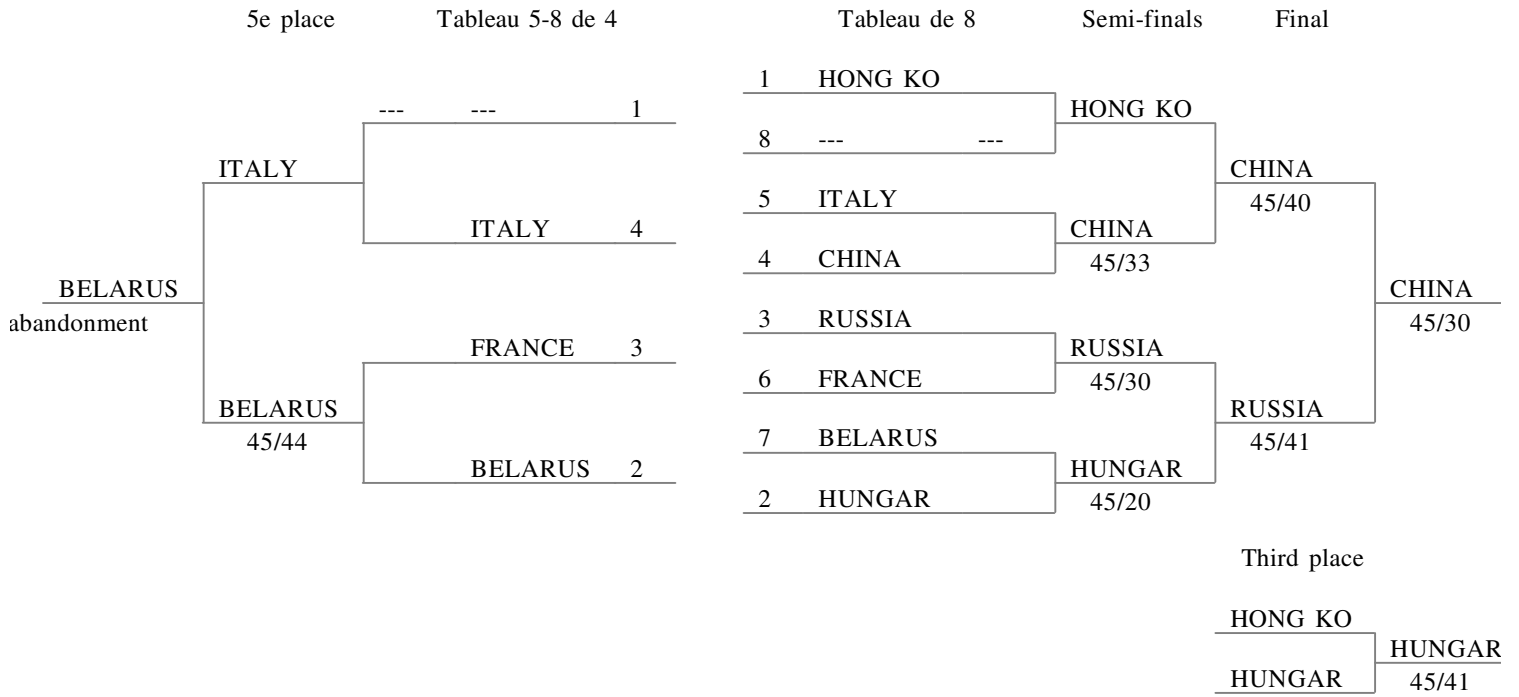 5e place Tableau 5-8 de 4 Tableau de 8 Semi-finals Final
1 HONG KO
--- --- 1 HONG KO
8 --- ---
ITALY CHINA
5 ITALY 45/40
ITALY 4 CHINA
4 CHINA 45/33
BELARUS CHINA
abandonment 3 RUSSIA 45/30
FRANCE 3 RUSSIA
6 FRANCE 45/30
BELARUS RUSSIA
45/44 7 BELARUS 45/41
BELARUS 2 HUNGAR
2 HUNGAR 45/20
Third place
HONG KO
HUNGAR
HUNGAR 45/41